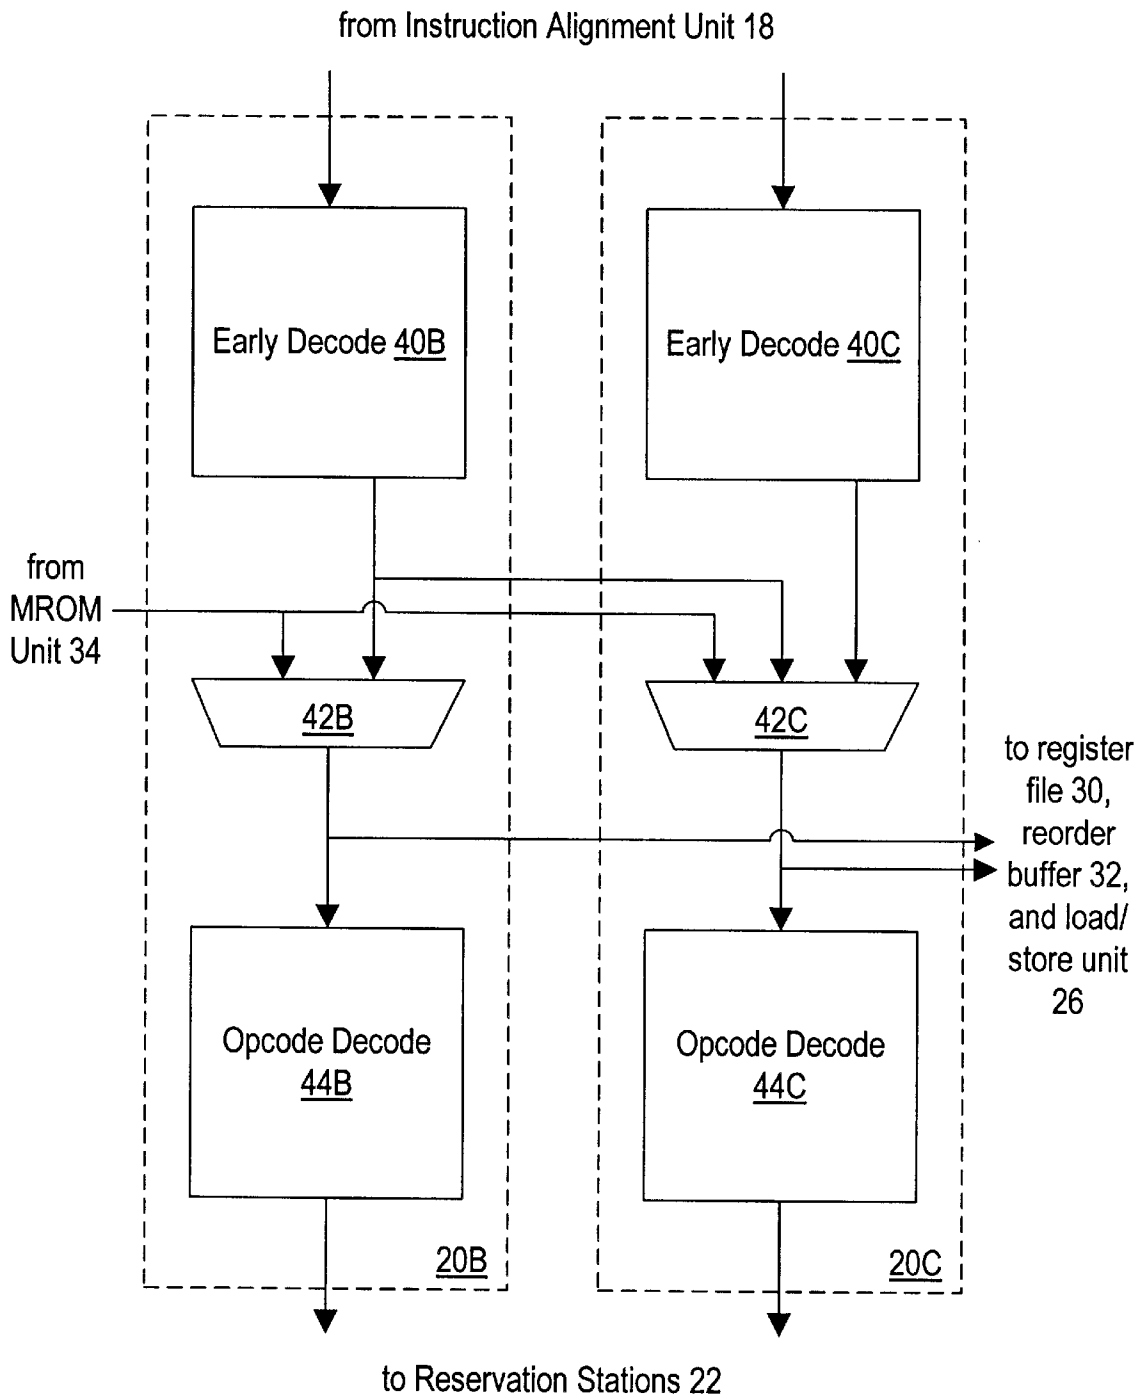 from Instruction Alignment Unit 18
Early Decode 40B
Early Decode 40C
from
MROM
Unit 34
42B
42C
to register
file 30,
reorder
buffer 32,
and load/
store unit
26
Opcode Decode
44B
Opcode Decode
44C
20B
20C
to Reservation Stations 22